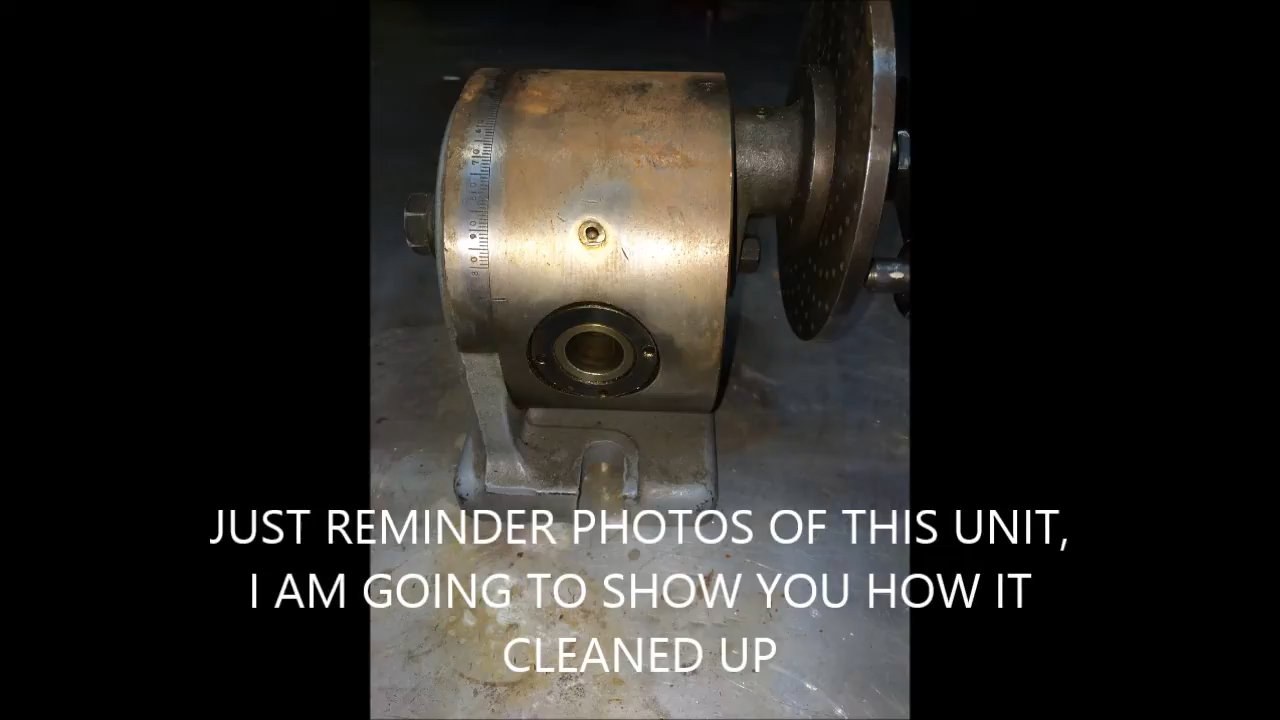 JUST REMINDER PHOTOS OF THIS UNIT,
I AM GOING TO SHOW YOU HOW IT
CLEANED UP